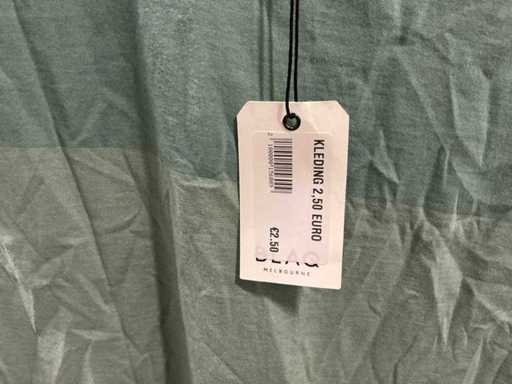 KLEDING 2,50 EURO
€2.50
BLAQ
MELBOURNE